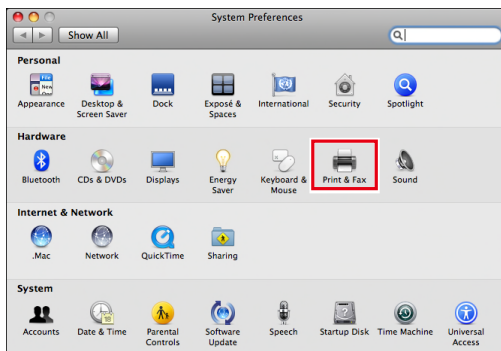 System Preferences
Show All
Personal
Appearance
Desktop &
Screen Saver
Dock
Exposé &
Spaces
International
Security
Spotlight
Hardware
Bluetooth
CDs & DVDs
Displays
Energy
Saver
Keyboard &
Mouse
Print & Fax
Sound
Internet & Network
.Mac
Network
QuickTime
Sharing
System
Accounts
Date & Time
Parental
Controls
Software
Update
Speech
Startup Disk
Time Machine
Universal
Access